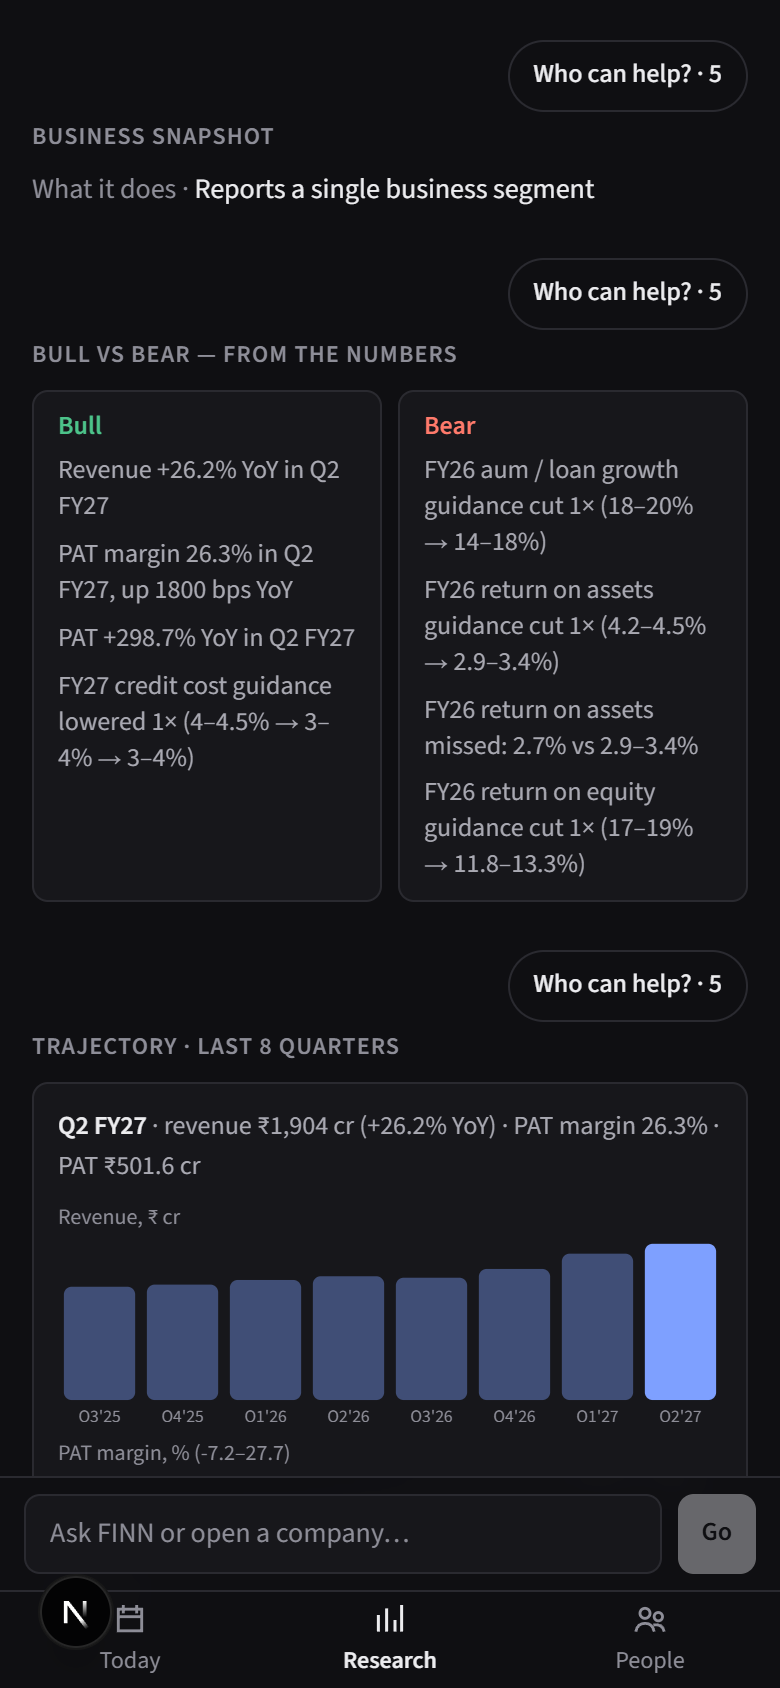 Who can help? · 5
BUSINESS SNAPSHOT
What it does · Reports a single business segment
Who can help? · 5
BULL VS BEAR — FROM THE NUMBERS
Bull
Revenue +26.2% YoY in Q2
FY27
PAT margin 26.3% in Q2
FY27, up 1800 bps YoY
PAT +298.7% YoY in Q2 FY27
FY27 credit cost guidance
lowered 1× (4–4.5% → 3–
4% → 3–4%)
Bear
FY26 aum / loan growth
guidance cut 1× (18–20%
→ 14–18%)
FY26 return on assets
guidance cut 1× (4.2–4.5%
→ 2.9–3.4%)
FY26 return on assets
missed: 2.7% vs 2.9–3.4%
FY26 return on equity
guidance cut 1× (17–19%
→ 11.8–13.3%)
Who can help? · 5
TRAJECTORY · LAST 8 QUARTERS
Q2 FY27 · revenue ₹1,904 cr (+26.2% YoY) · PAT margin 26.3% ·
PAT ₹501.6 cr
Revenue, ₹ cr
Q3'25 Q4'25 Q1'26 Q2'26 Q3'26 Q4'26 Q1'27 Q2'27
PAT margin, % (-7.2–27.7)
Ask FINN or open a company…
Go
N
Today Research People